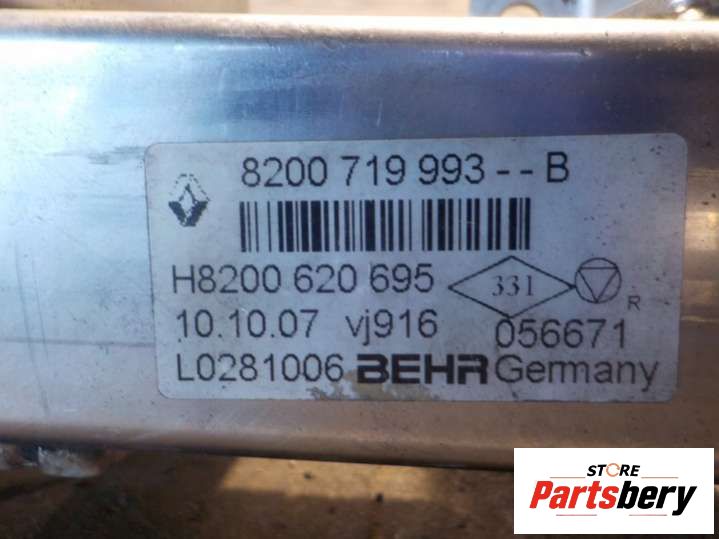 8200 719 993 -- B
H8200 620 695 331 R
10.10.07 vj916 056671
L0281006 BEHR Germany
STORE
Partsbery